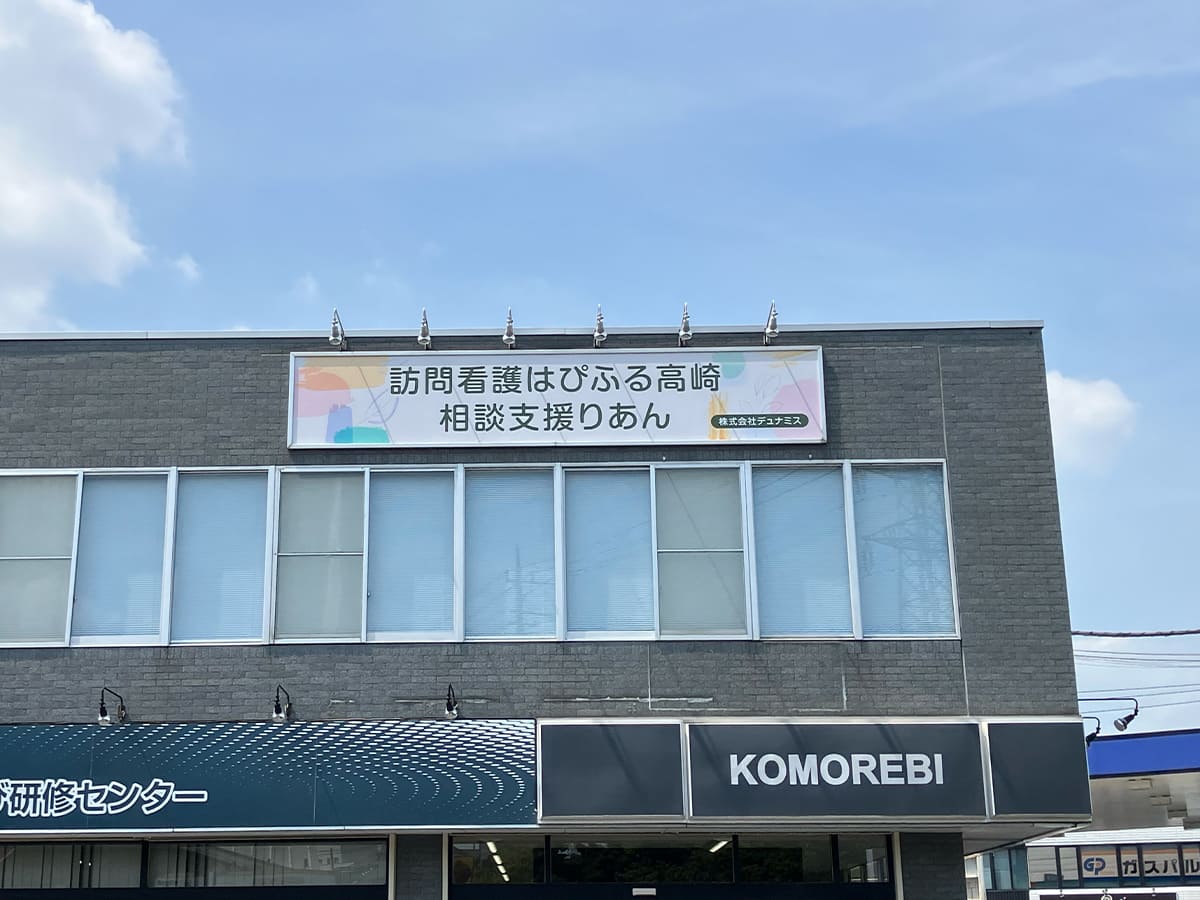 訪問看護はぴふる高崎
相談支援りあん
株式会社デュナミス
KOMOREBI
研修センター
GP ガスパル